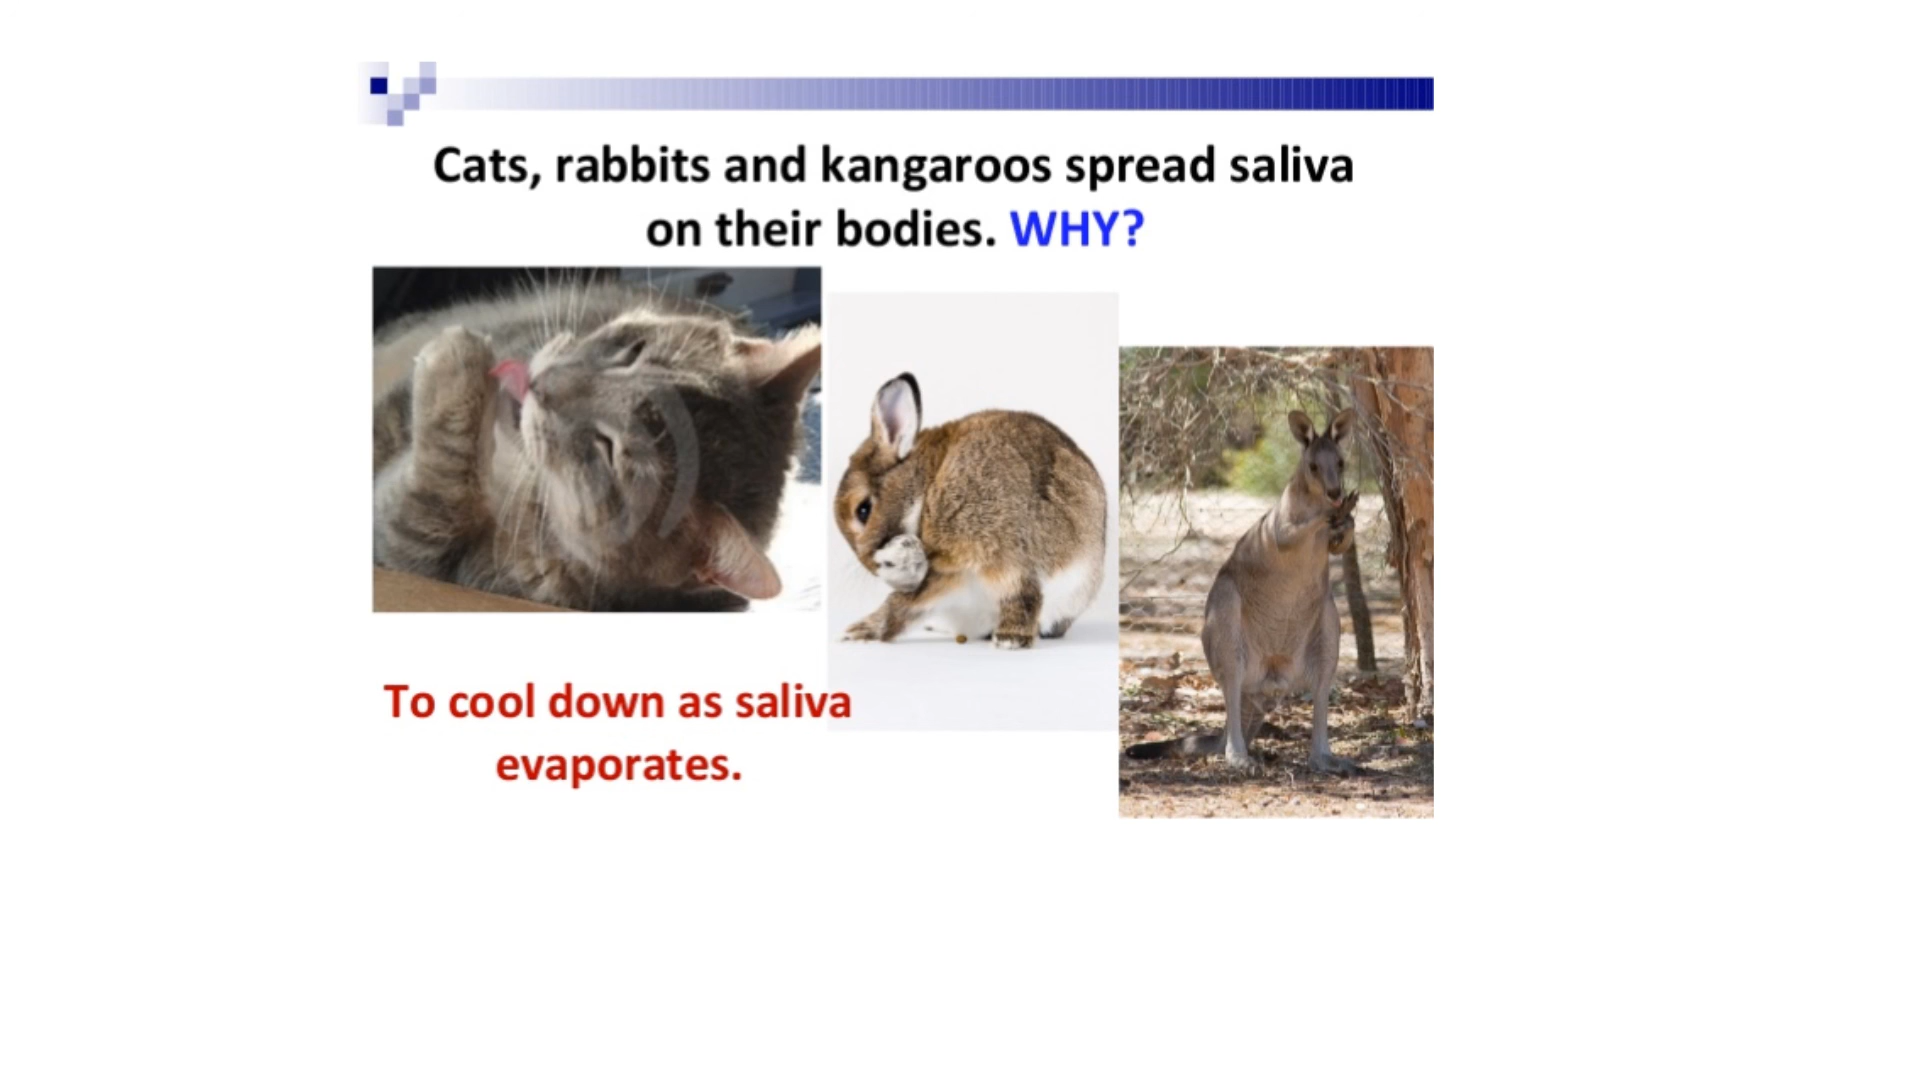 Cats, rabbits and kangaroos spread saliva
on their bodies. WHY?
To cool down as saliva
evaporates.